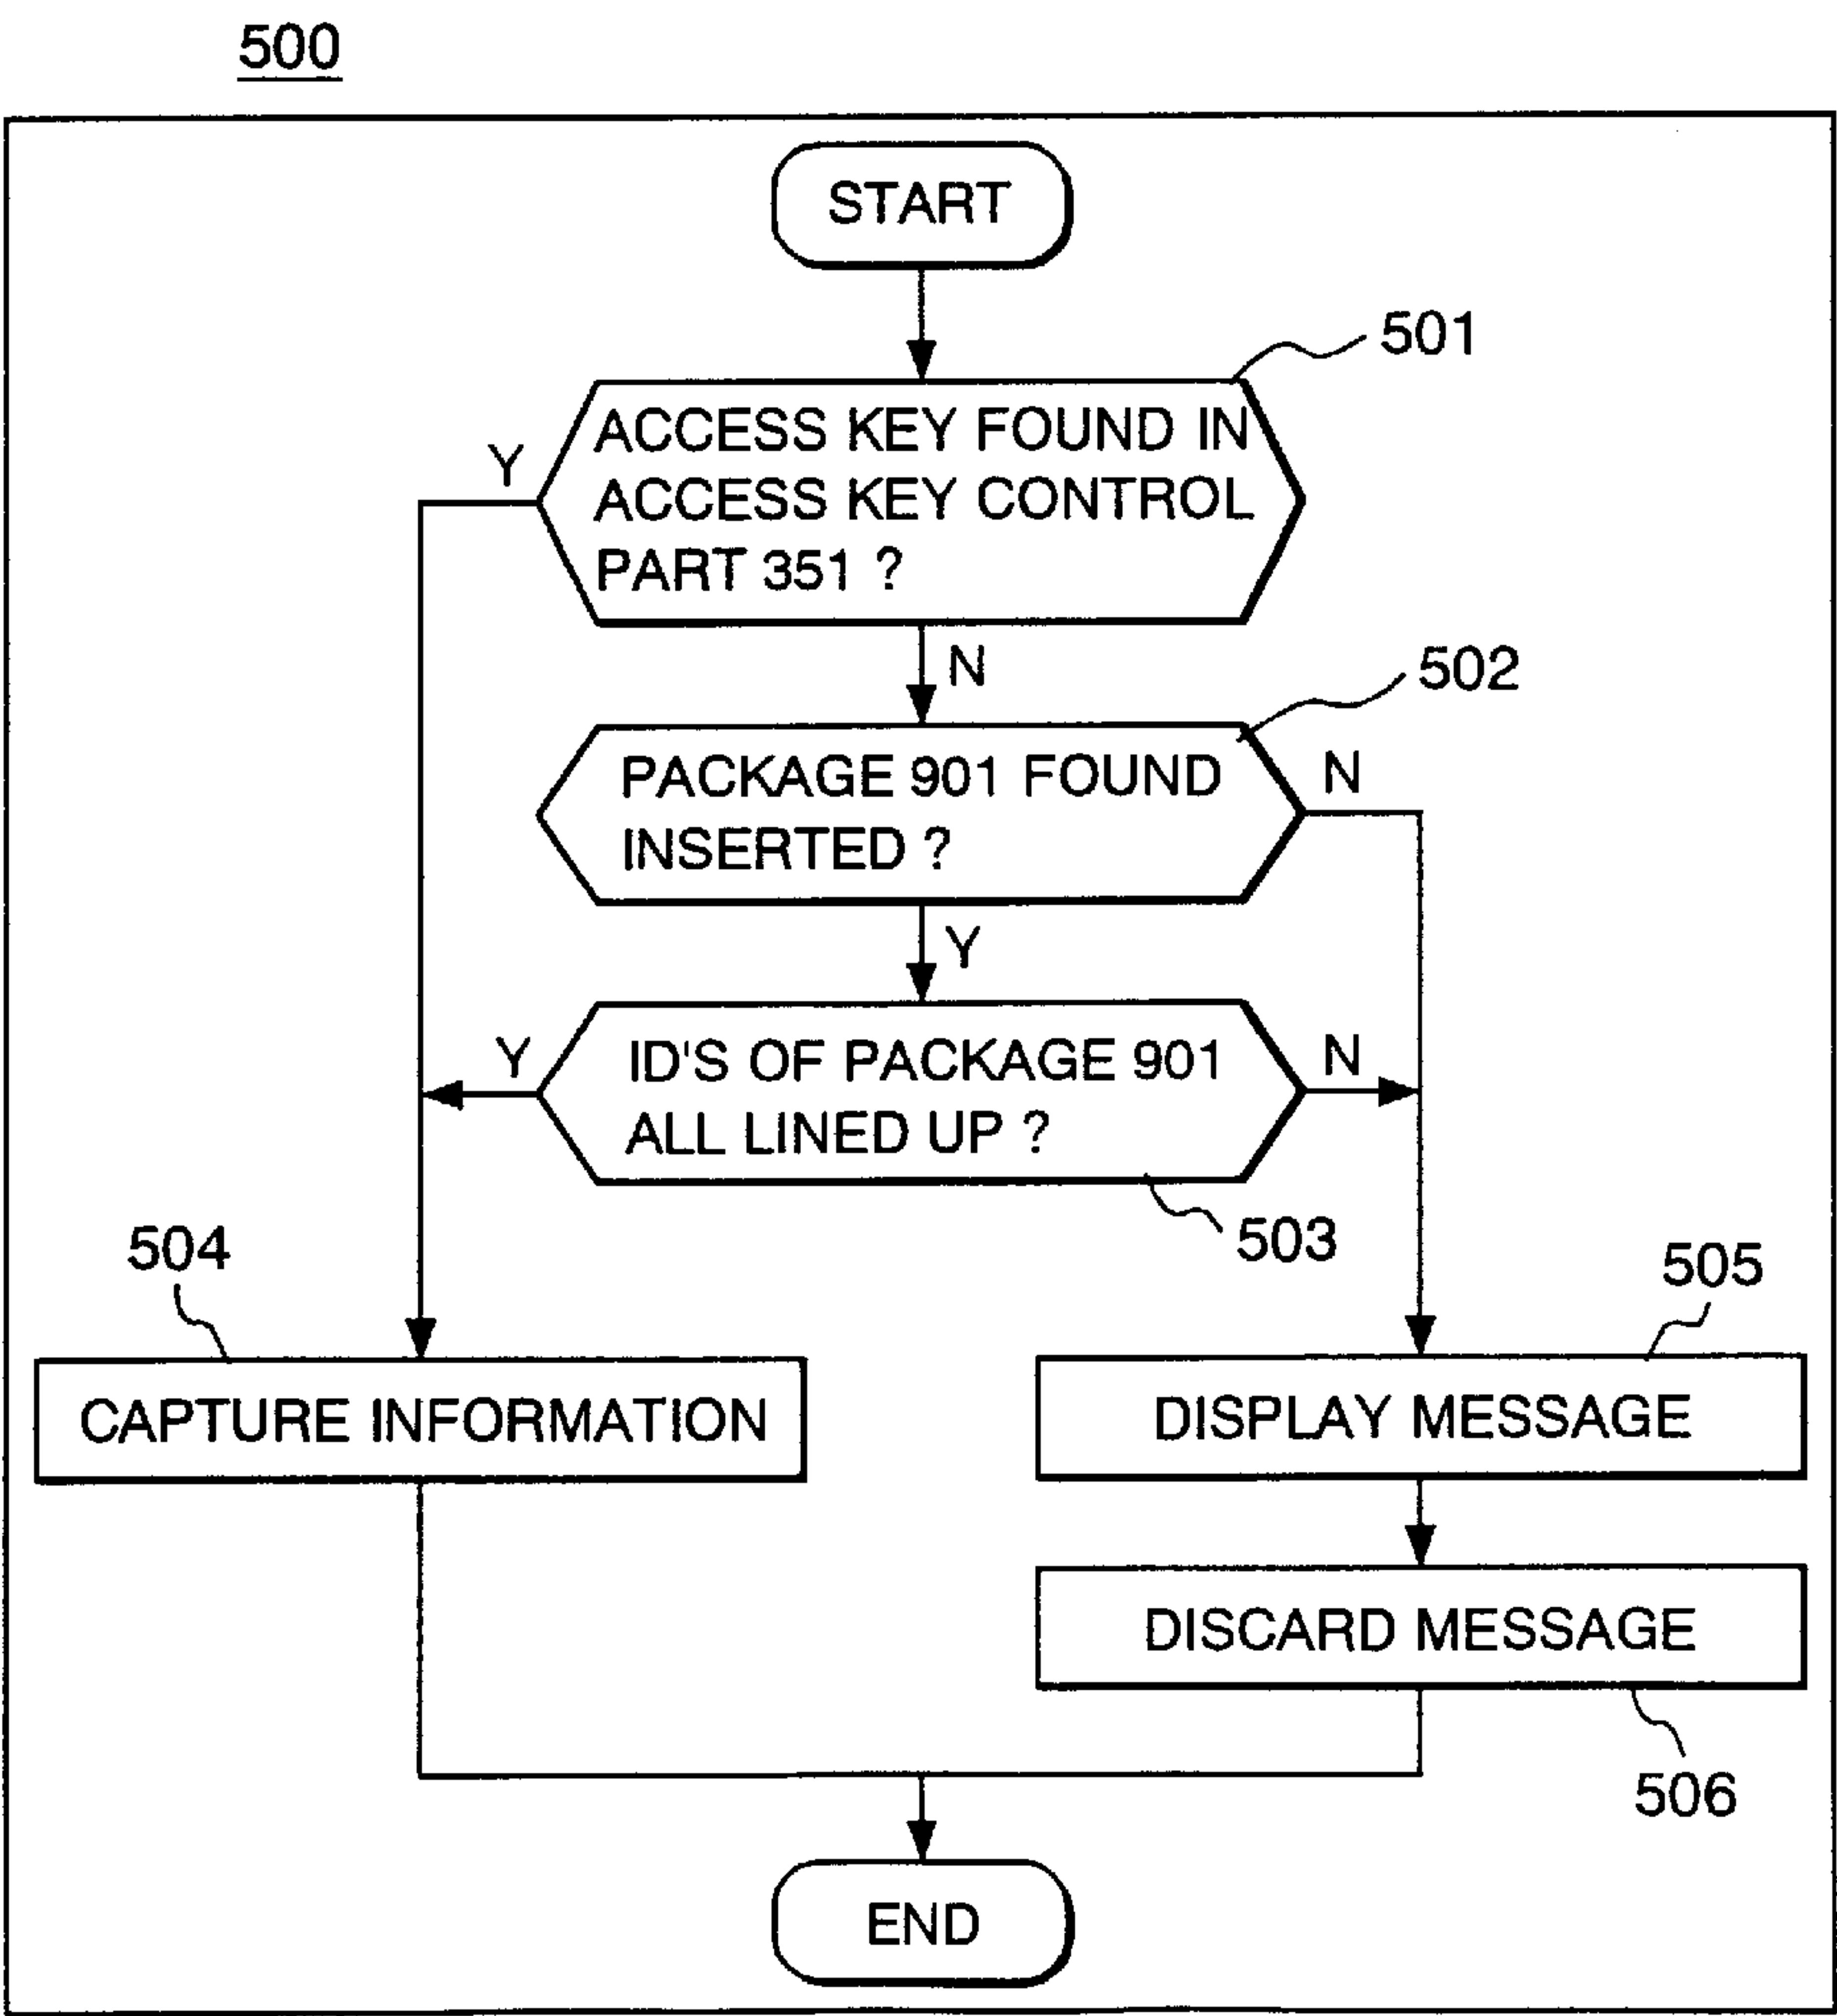 500
START
501
ACCESS KEY FOUND IN
ACCESS KEY CONTROL
PART 351 ?
Y
N
502
PACKAGE 901 FOUND
INSERTED ?
N
Y
ID'S OF PACKAGE 901
ALL LINED UP ?
Y
N
503
504
505
CAPTURE INFORMATION
DISPLAY MESSAGE
DISCARD MESSAGE
506
END